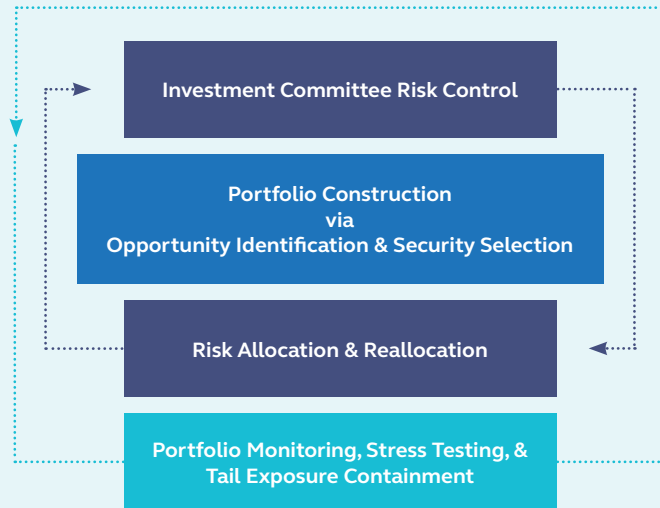 Investment Committee Risk Control
Portfolio Construction
via
Opportunity Identification & Security Selection
Risk Allocation & Reallocation
Portfolio Monitoring, Stress Testing, &
Tail Exposure Containment